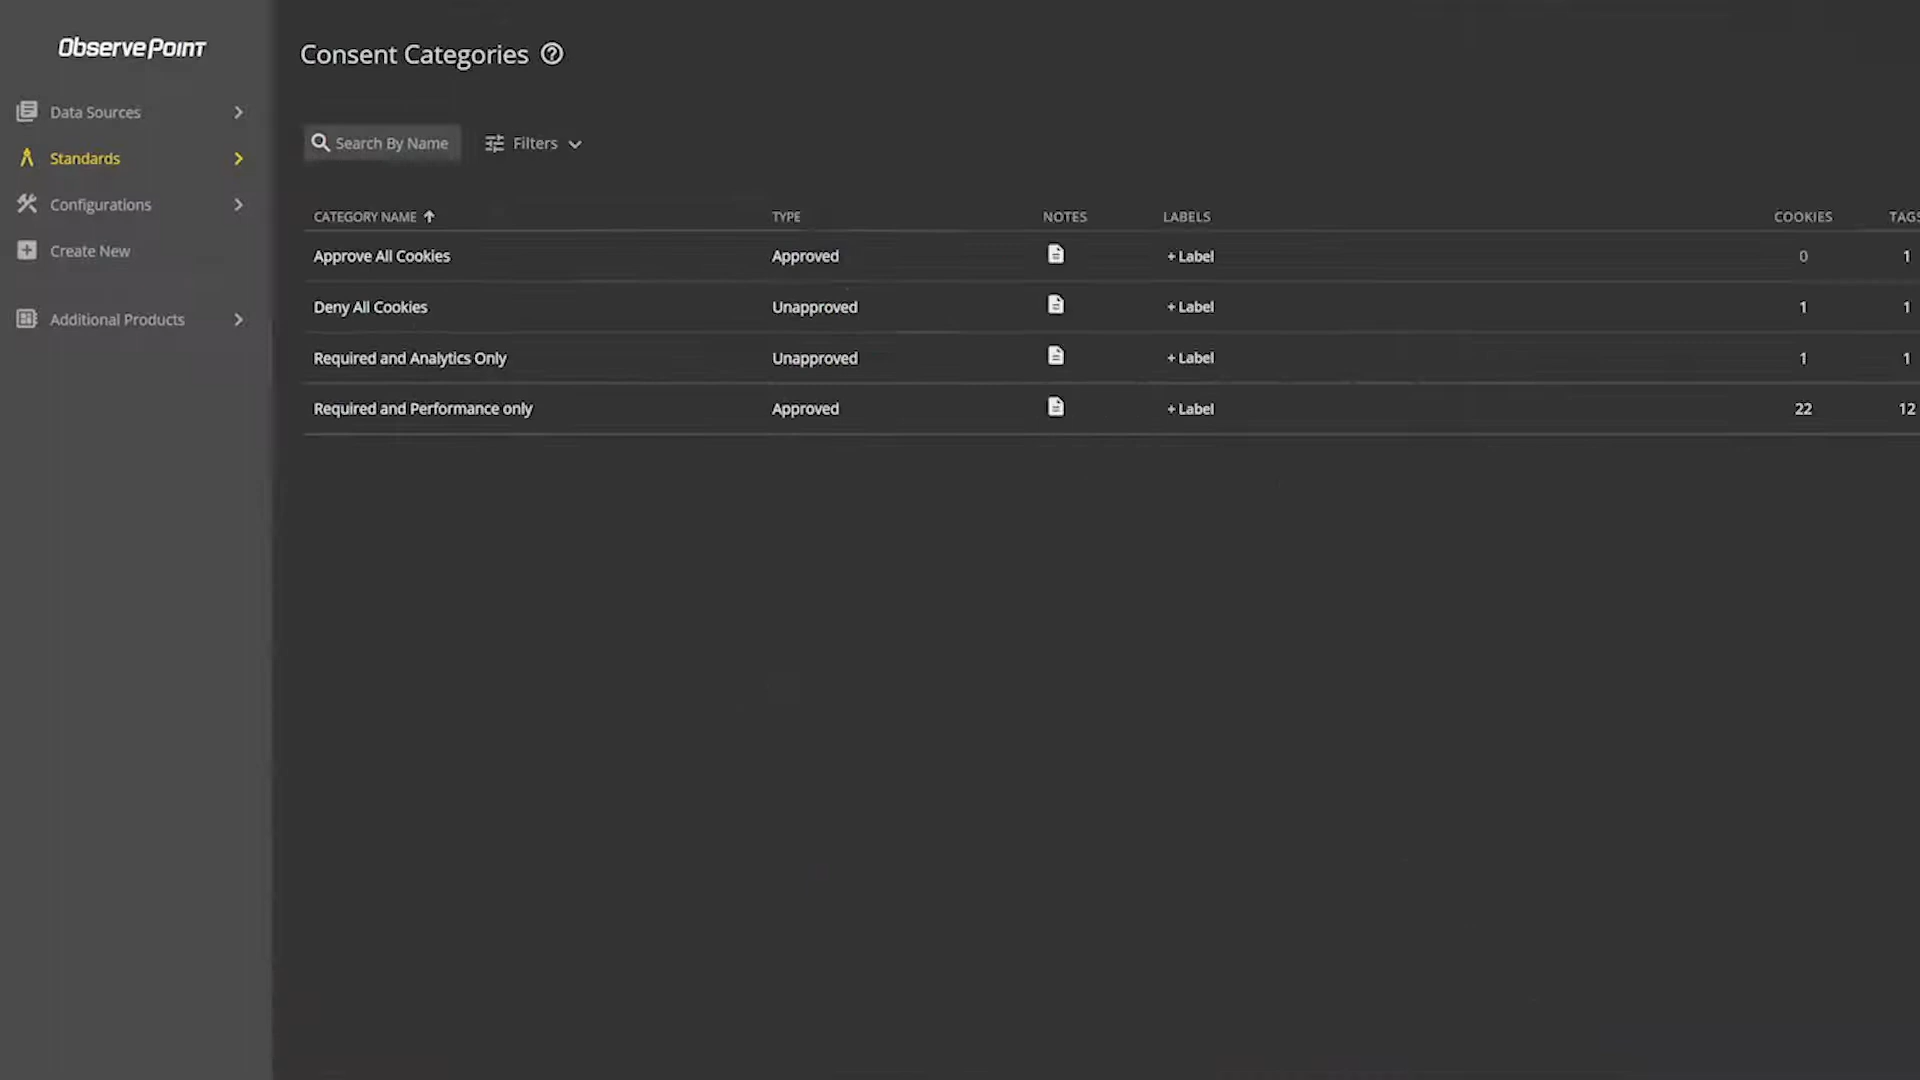 ObservePoint
Data Sources
Standards
Configurations
Create New
Additional Products
Consent Categories
Search By Name
Filters
CATEGORY NAME TYPE NOTES LABELS COOKIES TAGS
Approve All Cookies Approved + Label 0 1
Deny All Cookies Unapproved + Label 1 1
Required and Analytics Only Unapproved + Label 1 1
Required and Performance only Approved + Label 22 12